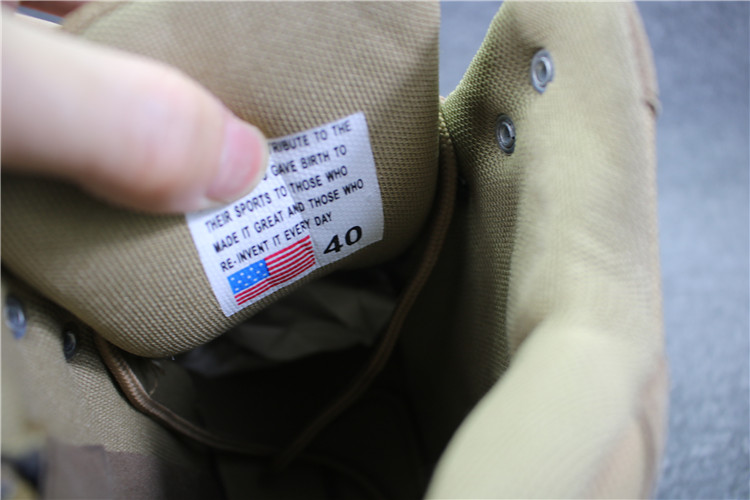 TRIBUTE TO THE
GAVE BIRTH TO
THEIR SPORTS TO THOSE WHO
MADE IT GREAT AND THOSE WHO
RE-INVENT IT EVERY DAY
40